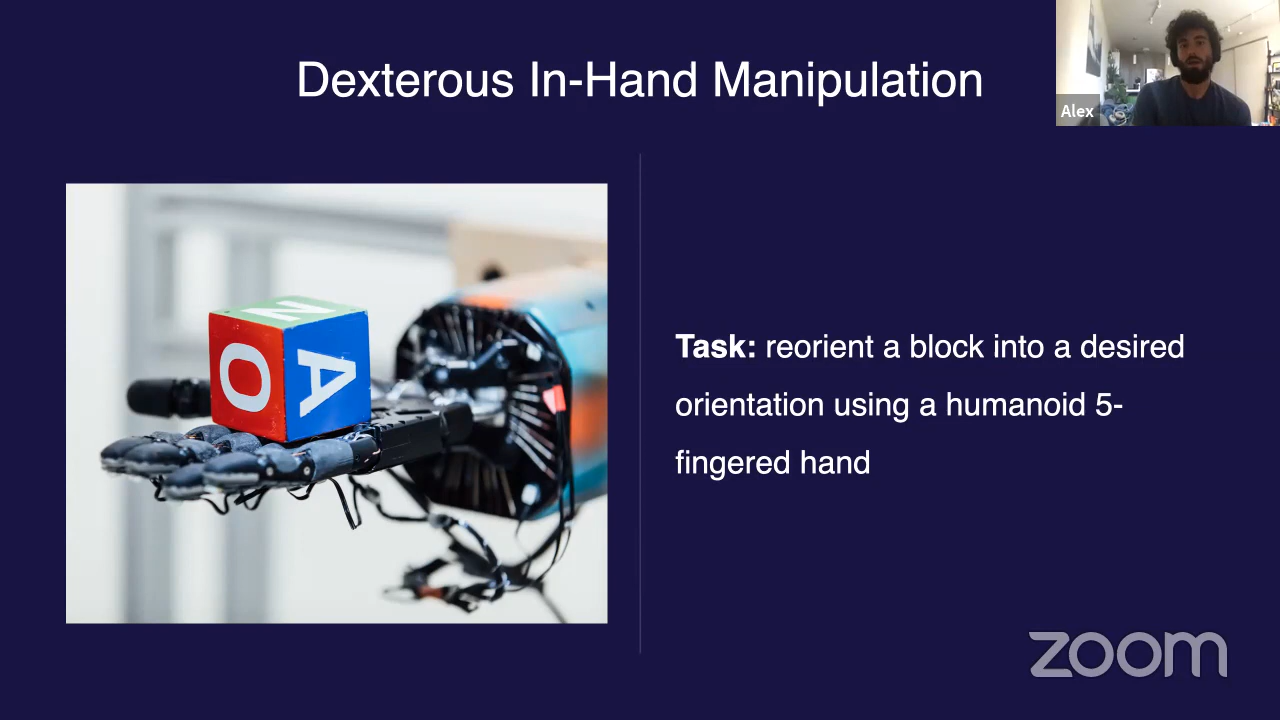 Dexterous In-Hand Manipulation
Alex
N
O A
Task: reorient a block into a desired
orientation using a humanoid 5-
fingered hand
zoom